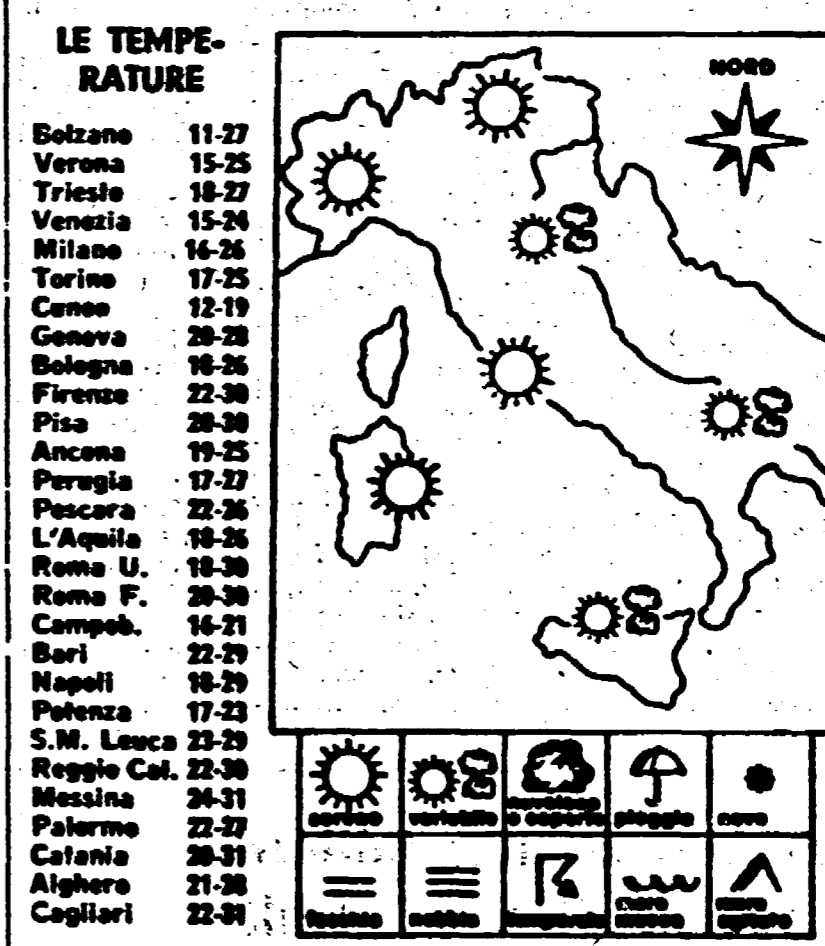 LE TEMPE-
RATURE
Bolzano 11-27
Verona 15-25
Trieste 18-27
Venezia 15-24
Milano 16-26
Torino 17-25
Cuneo 12-19
Genova 20-28
Bologna 18-26
Firenze 22-30
Pisa 20-30
Ancona 19-25
Perugia 17-27
Pescara 22-26
L'Aquila 18-26
Roma U. 18-30
Roma F. 20-30
Campob. 16-21
Bari 22-29
Napoli 18-29
Potenza 17-23
S.M. Leuca 23-29
Reggio Cal. 22-30
Messina 24-31
Palermo 22-27
Catania 20-31
Alghero 21-28
Cagliari 22-31
NORD
sereno variabile nuvoloso o coperto pioggia neve
foschia nebbia temporale mare mosso mare agitato